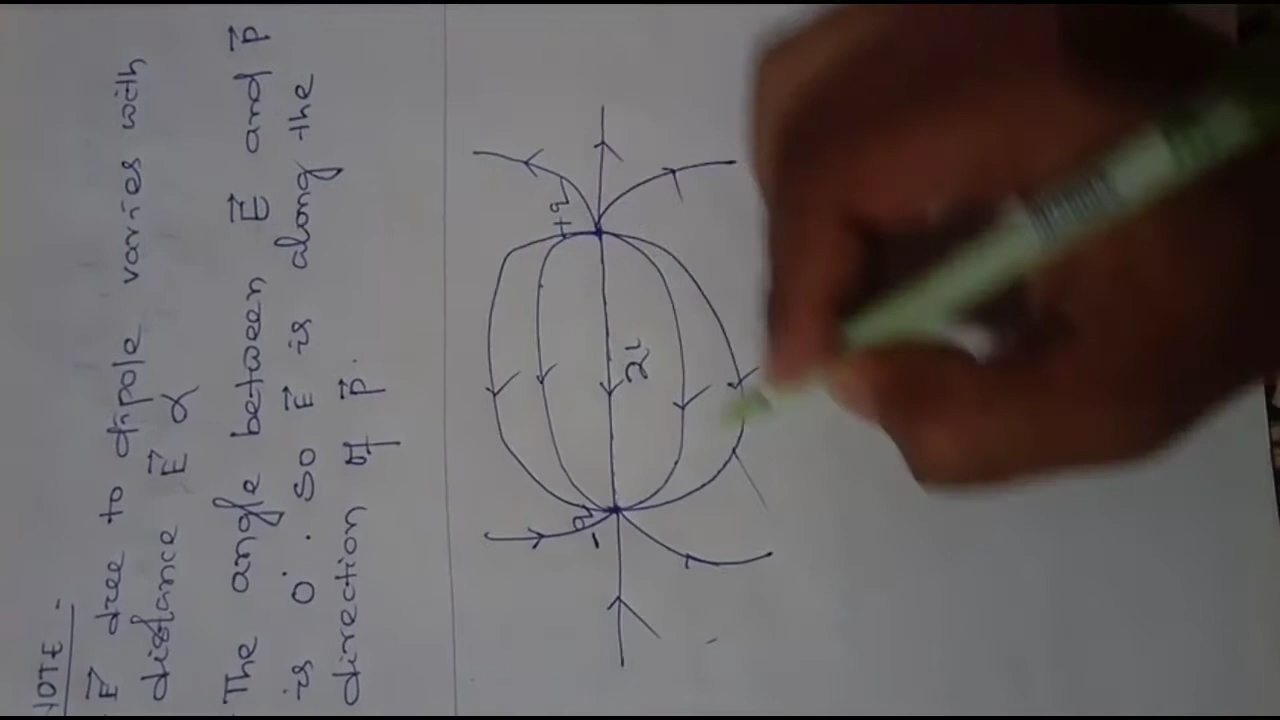 NOTE -
E⃗ due to dipole varies with
distance E⃗ ∝
The angle between E⃗ and P⃗
is 0°. So E⃗ is along the
direction of P⃗.
+q
2l
-q